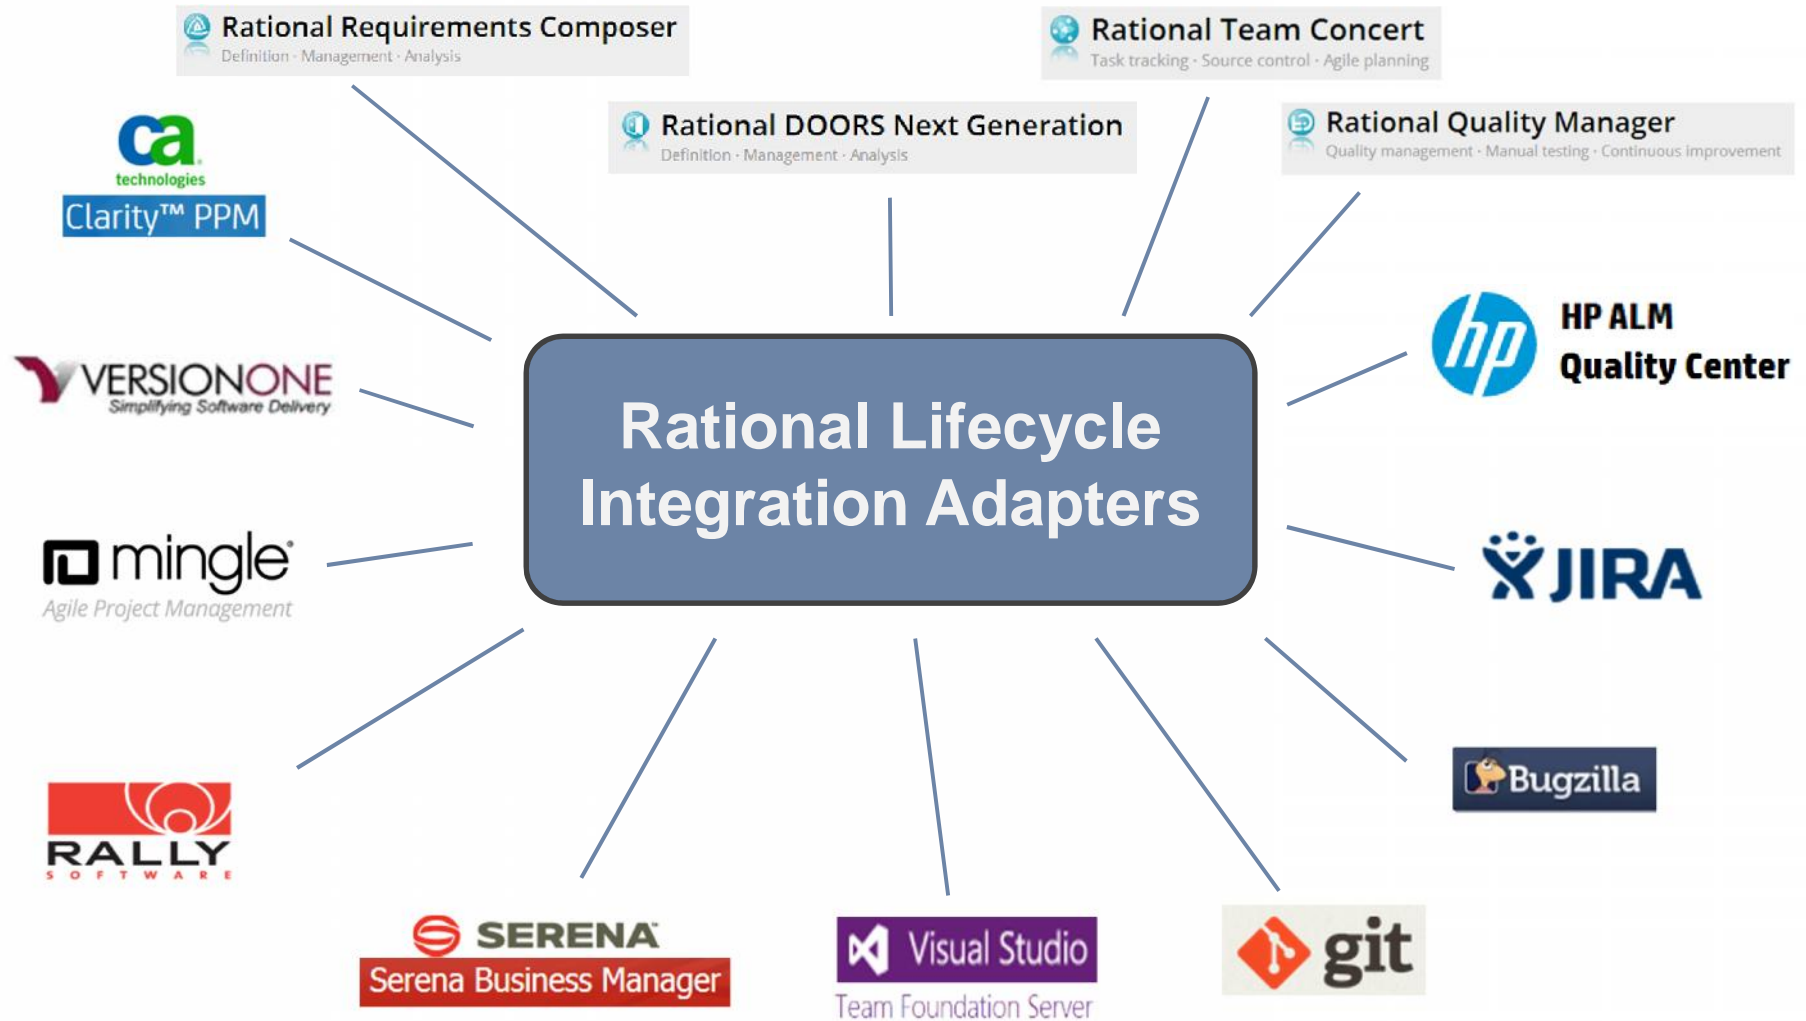 Rational Requirements Composer
Definition · Management · Analysis
Rational Team Concert
Task tracking · Source control · Agile planning
Rational DOORS Next Generation
Definition · Management · Analysis
Rational Quality Manager
Quality management · Manual testing · Continuous improvement
ca
technologies
Clarity™ PPM
hp
HP ALM
Quality Center
VERSIONONE
Simplifying Software Delivery
Rational Lifecycle
Integration Adapters
mingle®
Agile Project Management
JIRA
RALLY
SOFTWARE
Bugzilla
SERENA™
Serena Business Manager
Visual Studio
Team Foundation Server
git